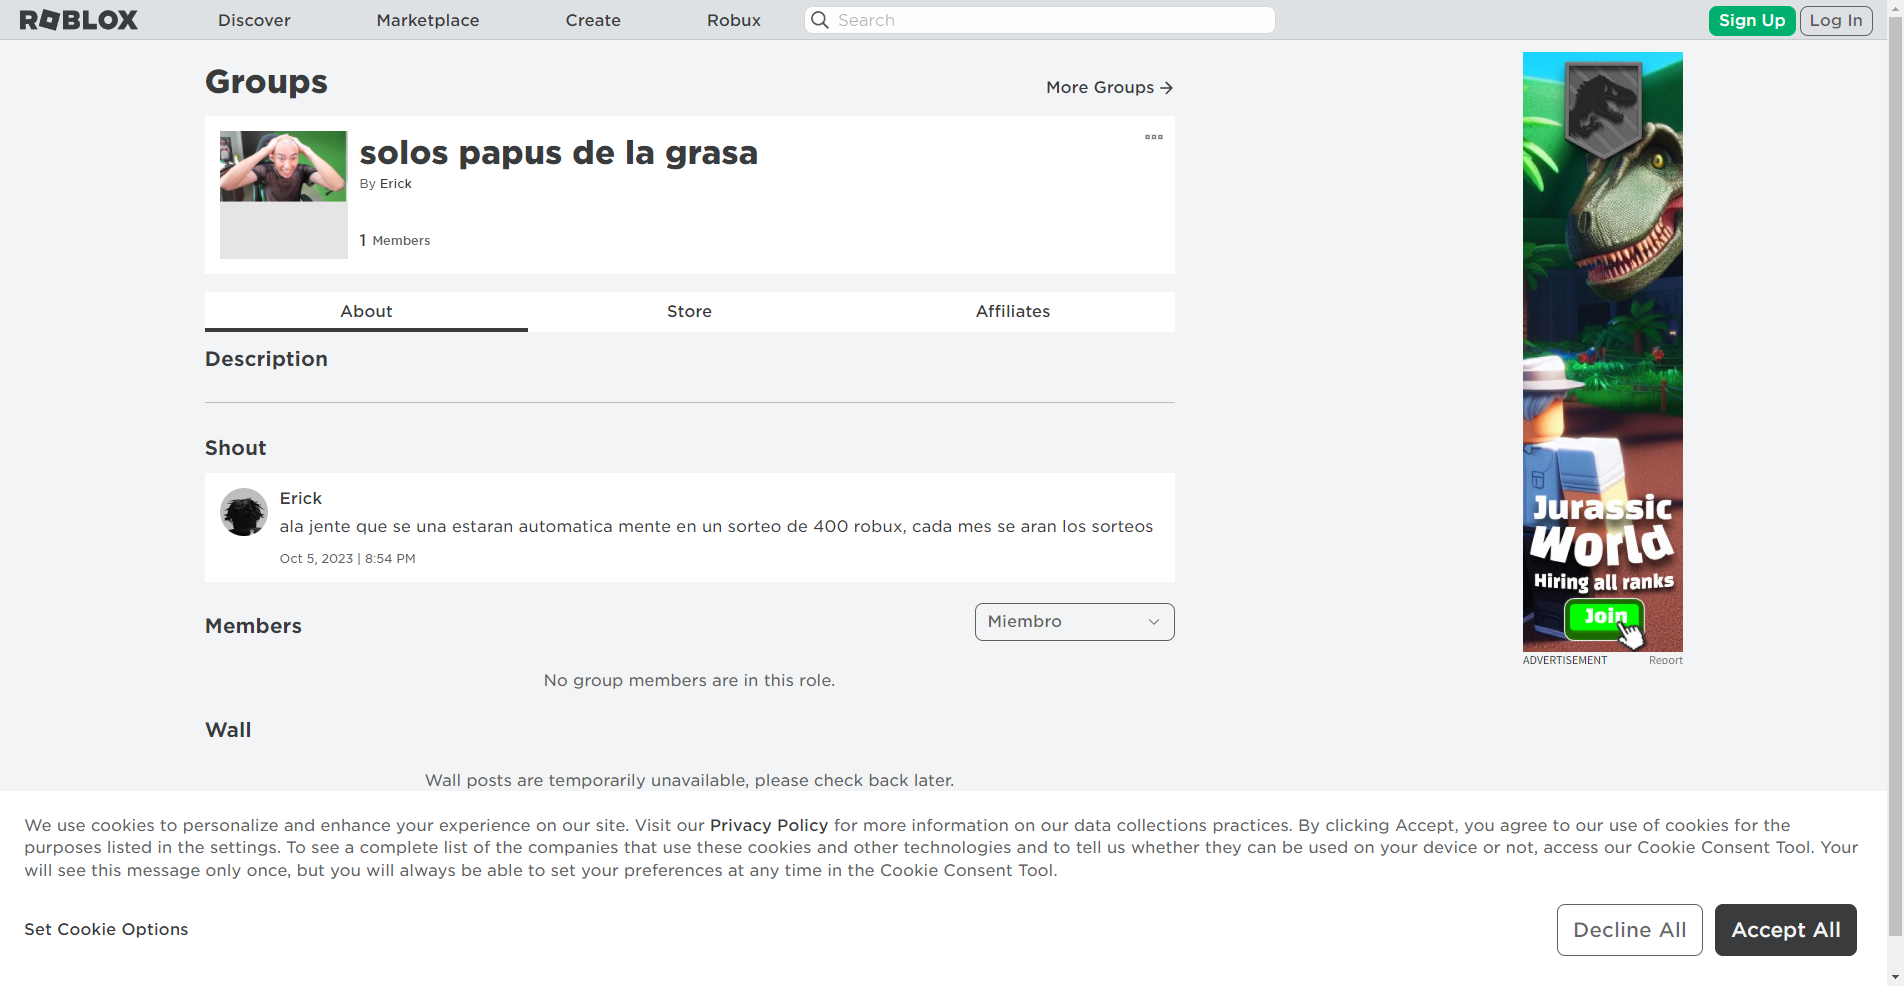 ROBLOX Discover Marketplace Create Robux Search Sign Up Log In
Groups
More Groups
solos papus de la grasa
By Erick
1 Members
About Store Affiliates
Description
Shout
Erick
ala jente que se una estaran automatica mente en un sorteo de 400 robux, cada mes se aran los sorteos
Oct 5, 2023 | 8:54 PM
Members
Miembro
No group members are in this role.
Wall
Wall posts are temporarily unavailable, please check back later.
Jurassic
World
Hiring all ranks
Join
ADVERTISEMENT Report
We use cookies to personalize and enhance your experience on our site. Visit our Privacy Policy for more information on our data collections practices. By clicking Accept, you agree to our use of cookies for the
purposes listed in the settings. To see a complete list of the companies that use these cookies and other technologies and to tell us whether they can be used on your device or not, access our Cookie Consent Tool. Your
will see this message only once, but you will always be able to set your preferences at any time in the Cookie Consent Tool.
Set Cookie Options
Decline All Accept All